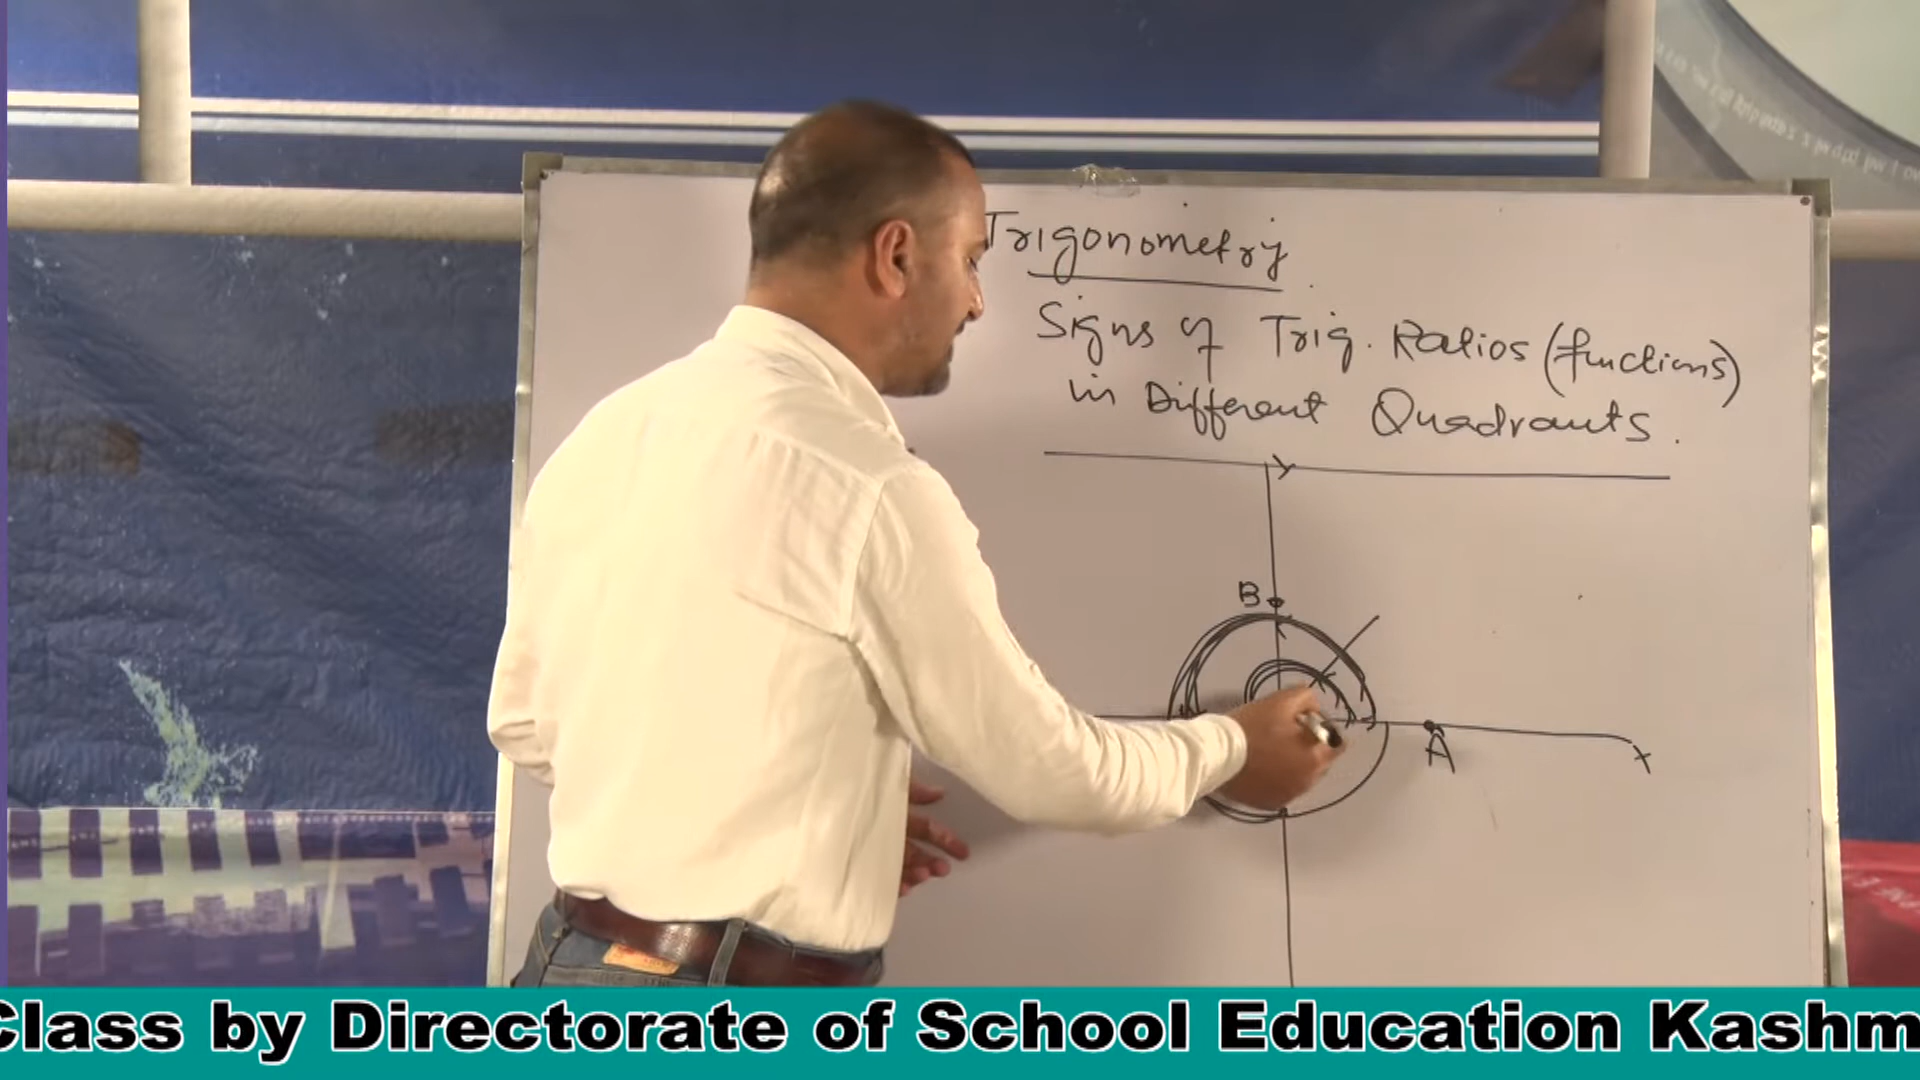 Trigonometry
Signs of Trig. Ratios (functions)
in Different Quadrants.
Y
B
A
X
Class by Directorate of School Education Kashm